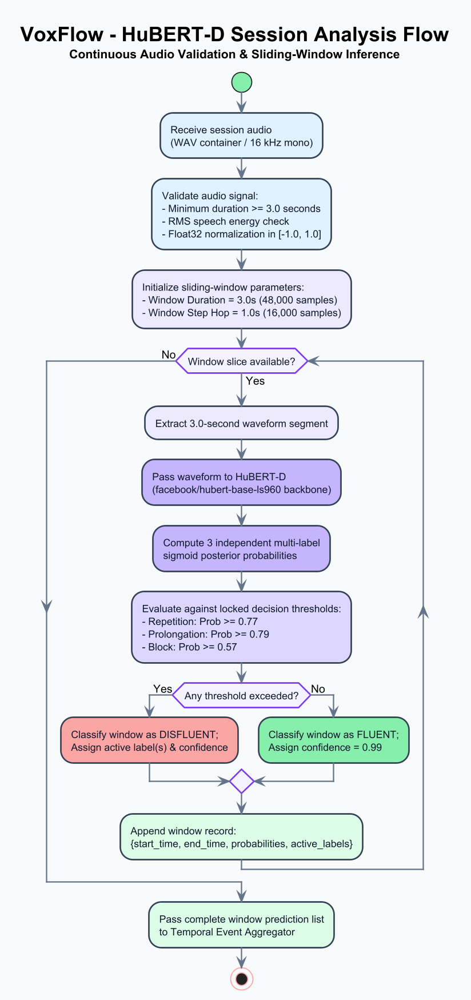 VoxFlow - HuBERT-D Session Analysis Flow
Continuous Audio Validation & Sliding-Window Inference
Receive session audio
(WAV container / 16 kHz mono)
Validate audio signal:
- Minimum duration >= 3.0 seconds
- RMS speech energy check
- Float32 normalization in [-1.0, 1.0]
Initialize sliding-window parameters:
- Window Duration = 3.0s (48,000 samples)
- Window Step Hop = 1.0s (16,000 samples)
No
Window slice available?
Yes
Extract 3.0-second waveform segment
Pass waveform to HuBERT-D
(facebook/hubert-base-ls960 backbone)
Compute 3 independent multi-label
sigmoid posterior probabilities
Evaluate against locked decision thresholds:
- Repetition: Prob >= 0.77
- Prolongation: Prob >= 0.79
- Block: Prob >= 0.57
Yes
Any threshold exceeded?
No
Classify window as DISFLUENT;
Assign active label(s) & confidence
Classify window as FLUENT;
Assign confidence = 0.99
Append window record:
{start_time, end_time, probabilities, active_labels}
Pass complete window prediction list
to Temporal Event Aggregator